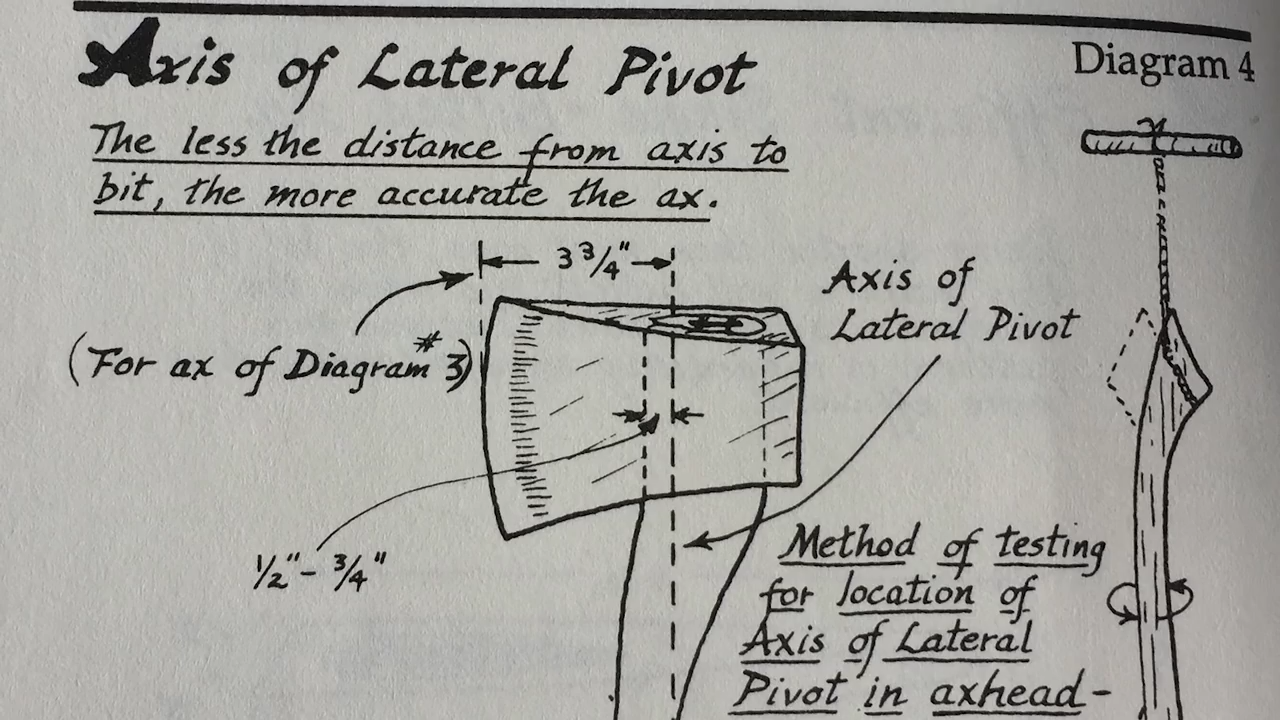 Diagram 4
Axis of Lateral Pivot
The less the distance from axis to
bit, the more accurate the ax.
3 3/4"
Axis of
Lateral Pivot
(For ax of Diagram #3)
1/2" - 3/4"
Method of testing
for location of
Axis of Lateral
Pivot in axhead-